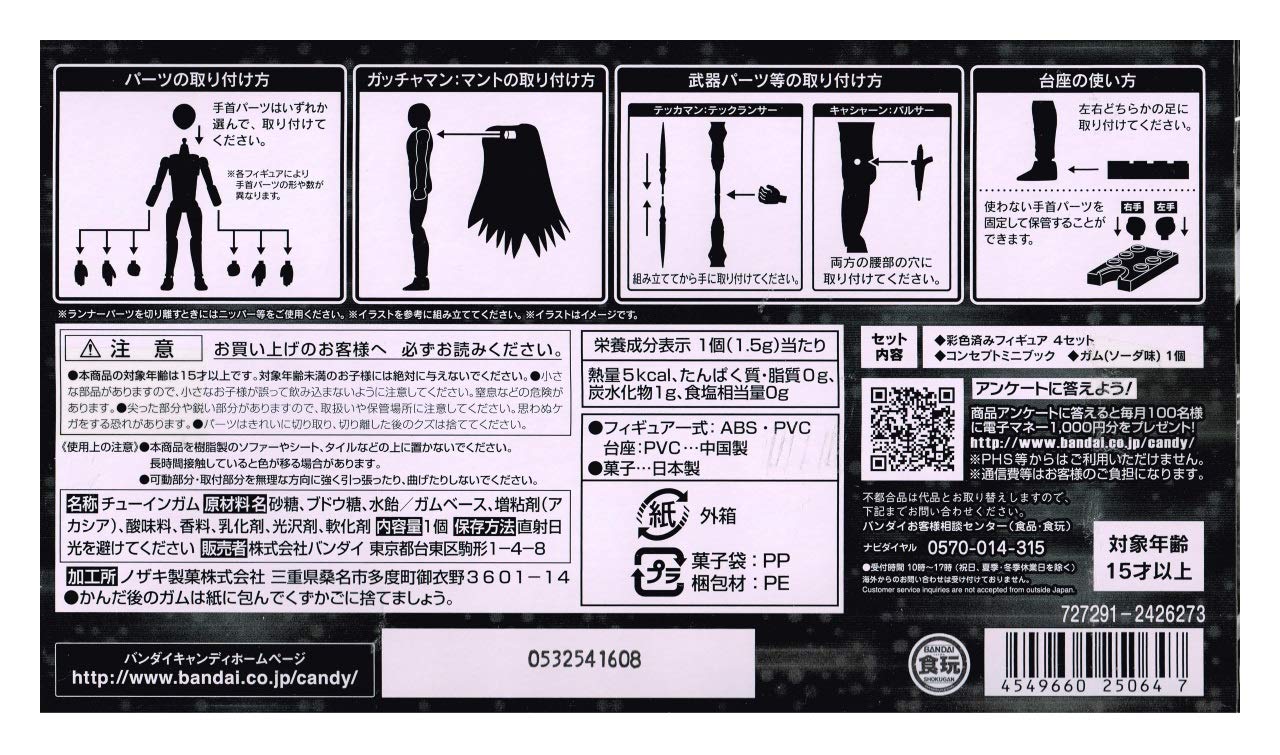 パーツの取り付け方
手首パーツはいずれか
選んで、取り付けて
ください。
※各フィギュアにより
手首パーツの形や数が
異なります。
ガッチャマン：マントの取り付け方
武器パーツ等の取り付け方
テッカマン：テックランサー
組み立ててから手に取り付けてください。
キャシャーン：パルサー
両方の腰部の穴に
取り付けてください。
台座の使い方
左右どちらかの足に
取り付けてください。
使わない手首パーツを
固定して保管することが
できます。
右手 左手
※ランナーパーツを切り離すときにはニッパー等をご使用ください。※イラストを参考に組み立ててください。※イラストはイメージです。
注意 お買い上げのお客様へ 必ずお読みください。
●本商品の対象年齢は15才以上です。対象年齢未満のお子様には絶対に与えないでください。●小さ
な部品がありますので、小さなお子様が誤って飲み込まないように注意してください。窒息などの危険が
あります。●尖った部分や鋭い部分がありますので、取扱いや保管場所に注意してください。思わぬケ
ガをする恐れがあります。●パーツはきれいに切り取り、切り離した後のクズは捨ててください。
《使用上の注意》●本商品を樹脂製のソファーやシート、タイルなどの上に置かないでください。
長時間接触していると色が移る場合があります。
●可動部分・取付部分を無理な方向に強く引っ張ったり、曲げたりしないでください。
名称 チューインガム 原材料名 砂糖、ブドウ糖、水飴／ガムベース、増粘剤(ア
カシア)、酸味料、香料、乳化剤、光沢剤、軟化剤 内容量 1個 保存方法 直射日
光を避けてください 販売者 株式会社バンダイ 東京都台東区駒形1－4－8
加工所 ノザキ製菓株式会社 三重県桑名市多度町御衣野3601－14
●かんだ後のガムは紙に包んでくずかごに捨てましょう。
栄養成分表示 1個(1.5g)当たり
熱量5kcal、たんぱく質・脂質0g、
炭水化物1g、食塩相当量0g
●フィギュア一式：ABS・PVC
台座：PVC…中国製
●菓子…日本製
紙 外箱
プラ 菓子袋：PP
梱包材：PE
セット
内容
◆彩色済みフィギュア 4セット
◆コンセプトミニブック ◆ガム(ソーダ味) 1個
アンケートに答えよう!
商品アンケートに答えると毎月100名様
に電子マネー1,000円分をプレゼント!
http://www.bandai.co.jp/candy/
※PHS等からはご利用いただけません。
※通信費等はお客様のご負担になります。
不都合品は代品とお取り替えしますので、
下記までお問い合わせください。
バンダイお客様相談センター(食品・食玩)
ナビダイヤル 0570-014-315
●受付時間 10時～17時 (祝日、夏季・冬季休業日を除く)
海外からのお問い合わせは受け付けておりません。
Customer service inquiries are not accepted from outside Japan.
対象年齢
15才以上
727291－2426273
バンダイキャンディホームページ
http://www.bandai.co.jp/candy/
0532541608
BANDAI
食玩
SHOKUGAN
4549660 25064 7